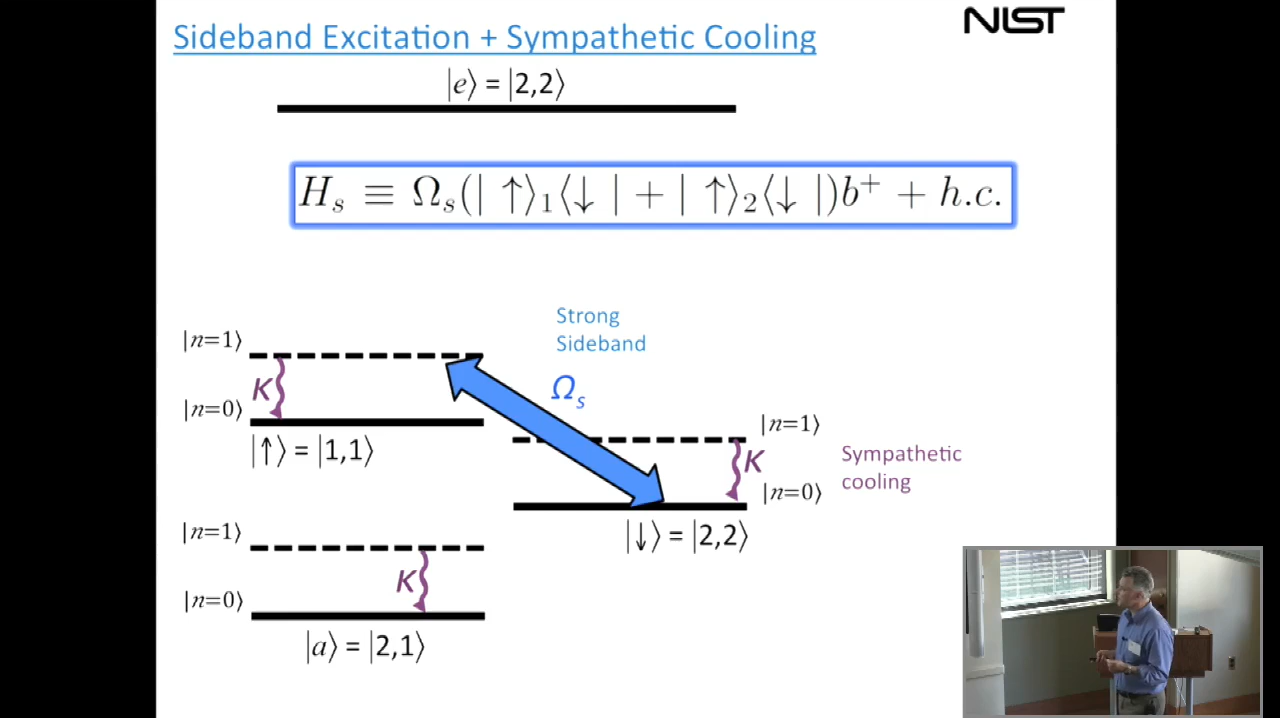 Sideband Excitation + Sympathetic Cooling
NIST
|e⟩ = |2,2⟩
H_s ≡ Ω_s(| ↑⟩_1⟨↓ | + | ↑⟩_2⟨↓ |)b^+ + h.c.
Strong
Sideband
Ω_s
|n=1⟩
κ
|n=0⟩
|↑⟩ = |1,1⟩
|n=1⟩
κ
|n=0⟩
Sympathetic
cooling
|↓⟩ = |2,2⟩
|n=1⟩
κ
|n=0⟩
|a⟩ = |2,1⟩